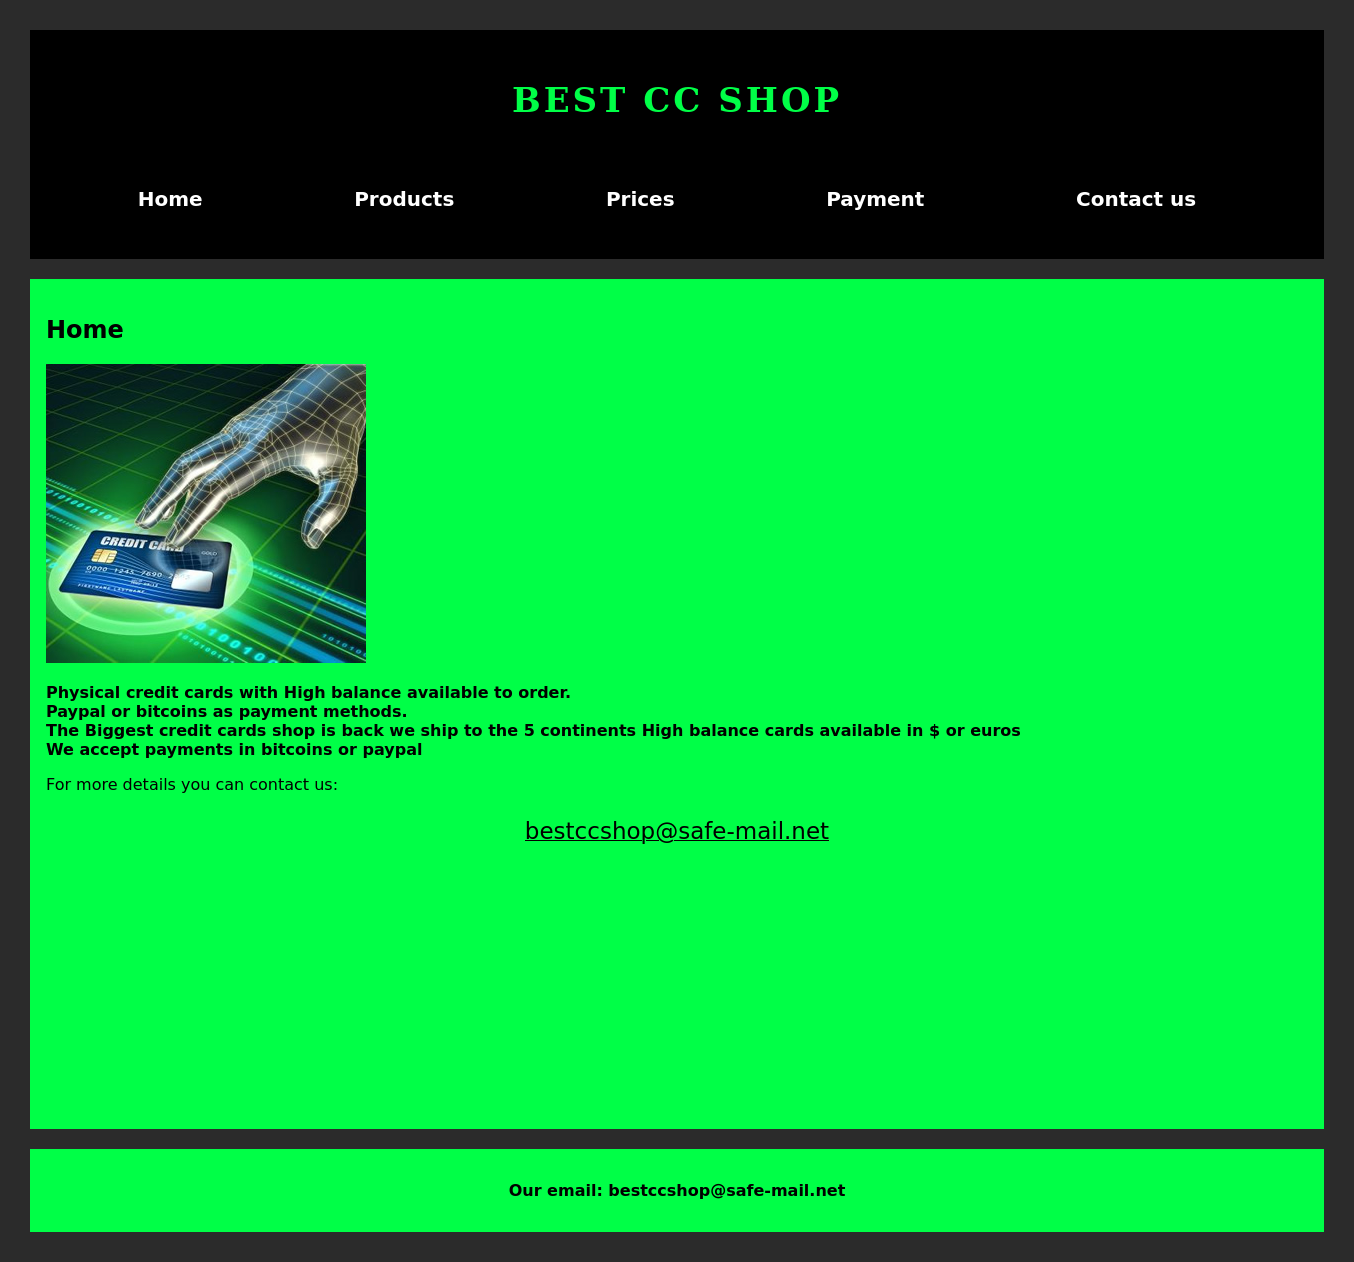 BEST CC SHOP
Home Products Prices Payment Contact us
Home
CREDIT CARD
GOLD
0000 1245 7690
Physical credit cards with High balance available to order.
Paypal or bitcoins as payment methods.
The Biggest credit cards shop is back we ship to the 5 continents High balance cards available in $ or euros
We accept payments in bitcoins or paypal
For more details you can contact us:
bestccshop@safe-mail.net
Our email: bestccshop@safe-mail.net